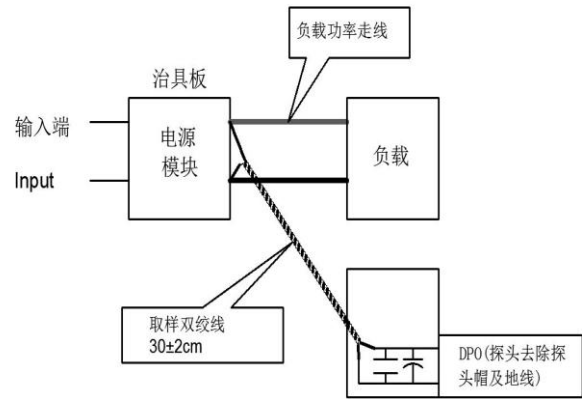 负载功率走线
治具板
输入端
Input
电源
模块
负载
取样双绞线
30±2cm
DPO(探头去除探
头帽及地线)